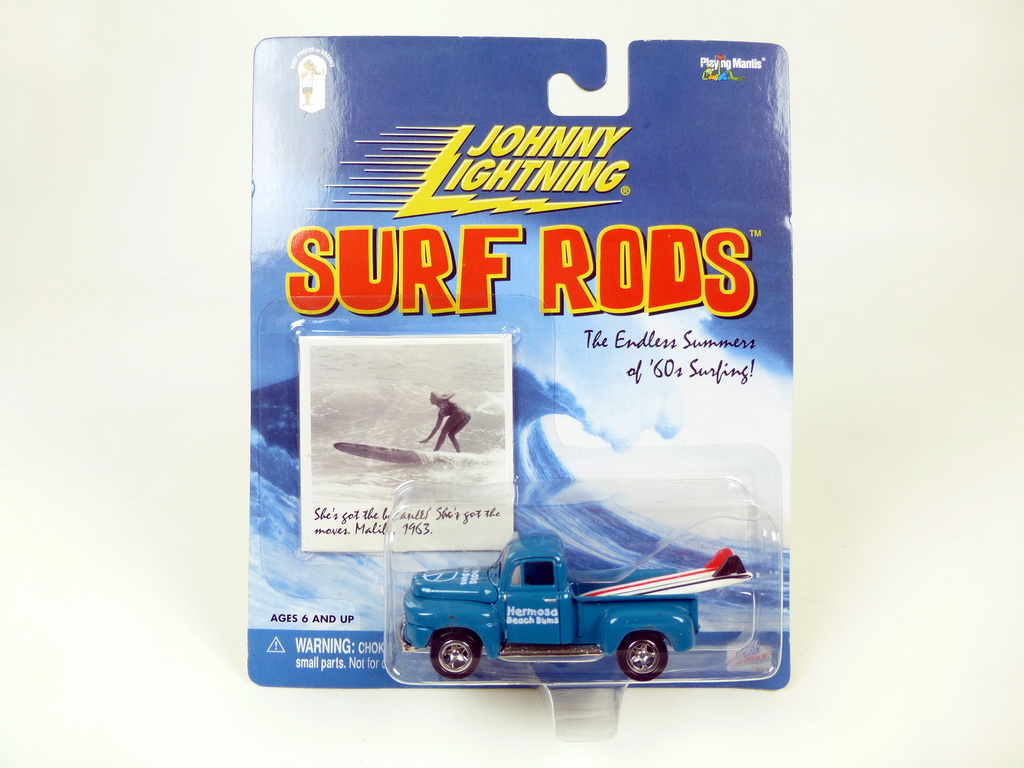 Playing Mantis®
JOHNNY
LIGHTNING®
SURF RODS™
The Endless Summers
of '60s Surfing!
She's got the She's got the
moves. 1963.
Hermosa
Beach Bums
AGES 6 AND UP
WARNING: CHOK
small parts. Not for